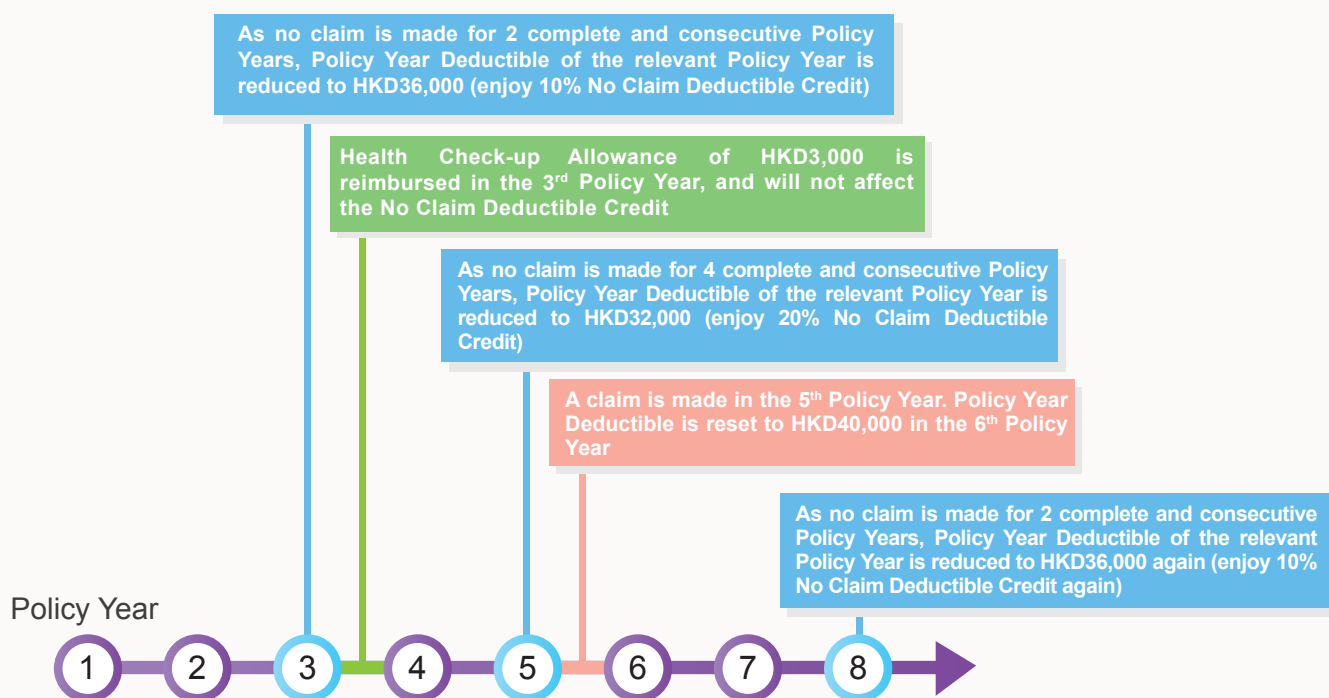 As no claim is made for 2 complete and consecutive Policy
Years, Policy Year Deductible of the relevant Policy Year is
reduced to HKD36,000 (enjoy 10% No Claim Deductible Credit)
Health Check-up Allowance of HKD3,000 is
reimbursed in the 3rd Policy Year, and will not affect
the No Claim Deductible Credit
As no claim is made for 4 complete and consecutive Policy
Years, Policy Year Deductible of the relevant Policy Year is
reduced to HKD32,000 (enjoy 20% No Claim Deductible
Credit)
A claim is made in the 5th Policy Year. Policy Year
Deductible is reset to HKD40,000 in the 6th Policy
Year
As no claim is made for 2 complete and consecutive
Policy Years, Policy Year Deductible of the relevant
Policy Year is reduced to HKD36,000 again (enjoy 10%
No Claim Deductible Credit again)
Policy Year
1 2 3 4 5 6 7 8